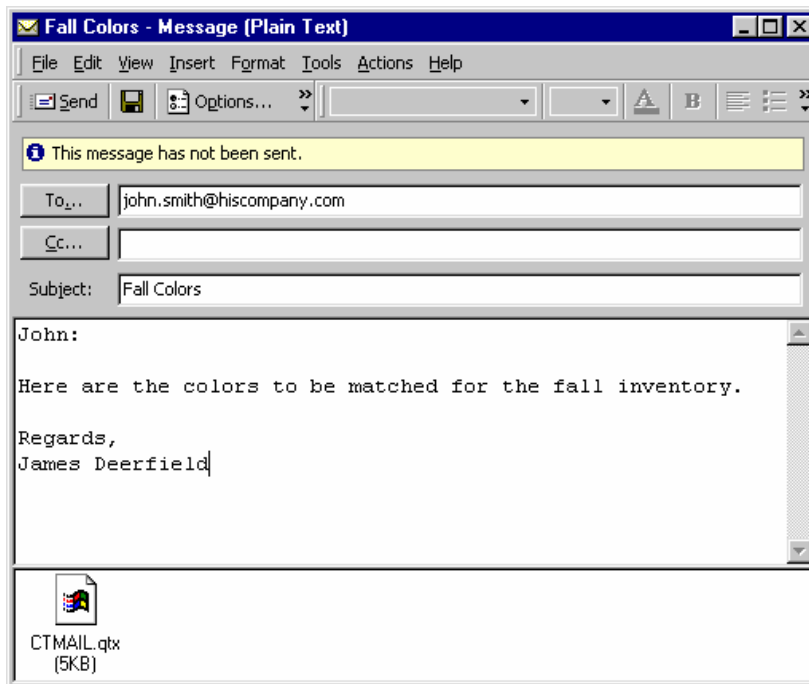 Fall Colors - Message (Plain Text)
File Edit View Insert Format Tools Actions Help
Send Options... A B
This message has not been sent.
To... john.smith@hiscompany.com
Cc...
Subject: Fall Colors
John:
Here are the colors to be matched for the fall inventory.
Regards,
James Deerfield
CTMAIL.qtx
(5KB)